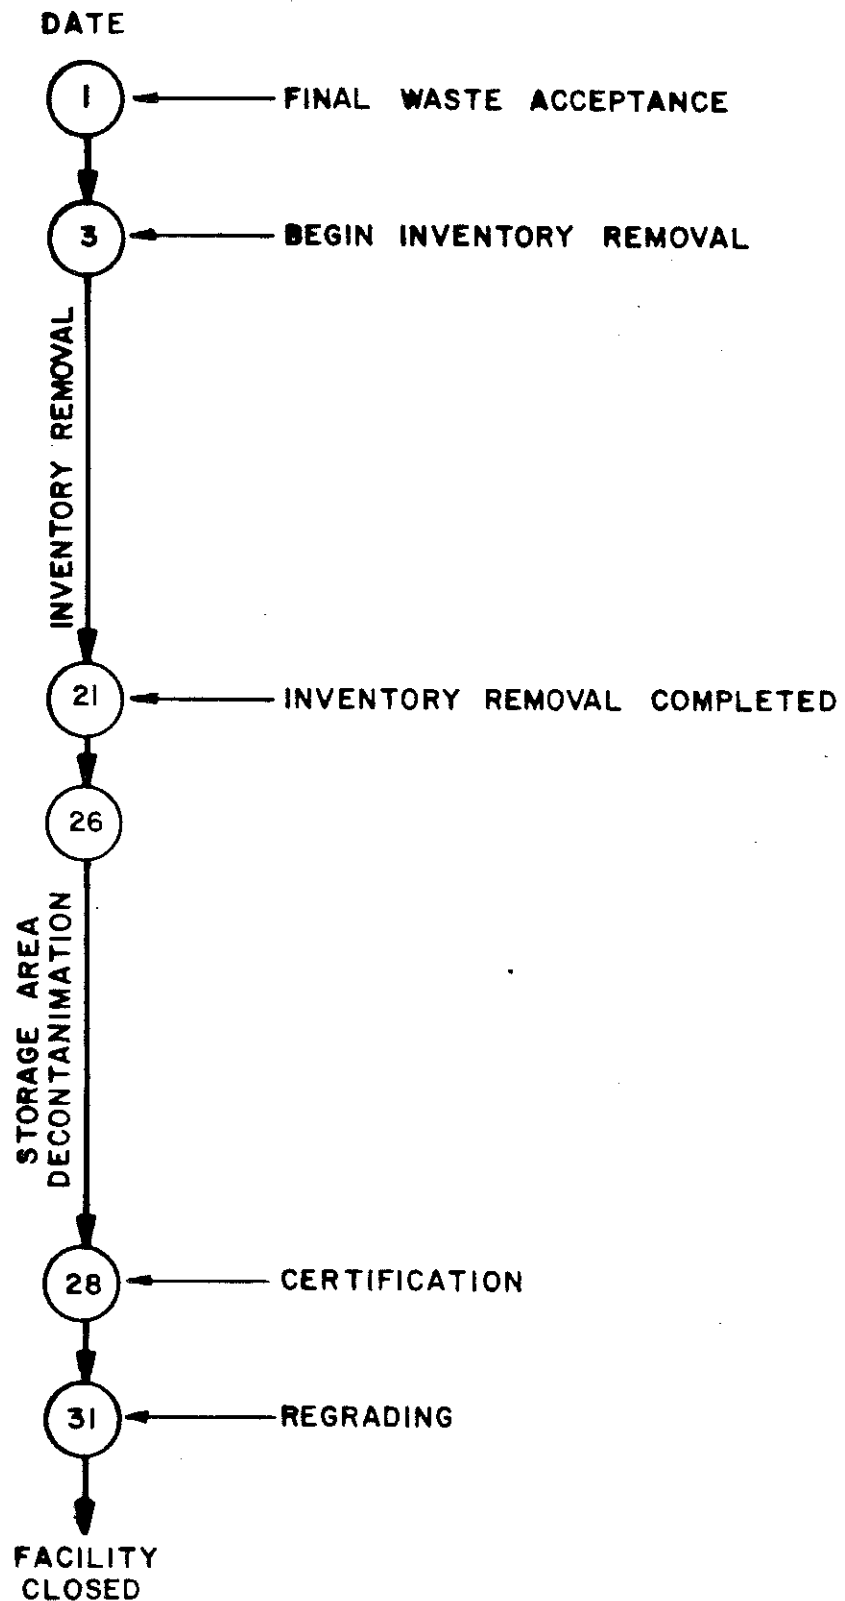 DATE
1
FINAL WASTE ACCEPTANCE
3
BEGIN INVENTORY REMOVAL
INVENTORY REMOVAL
21
INVENTORY REMOVAL COMPLETED
26
STORAGE AREA
DECONTANIMATION
28
CERTIFICATION
31
REGRADING
FACILITY
CLOSED